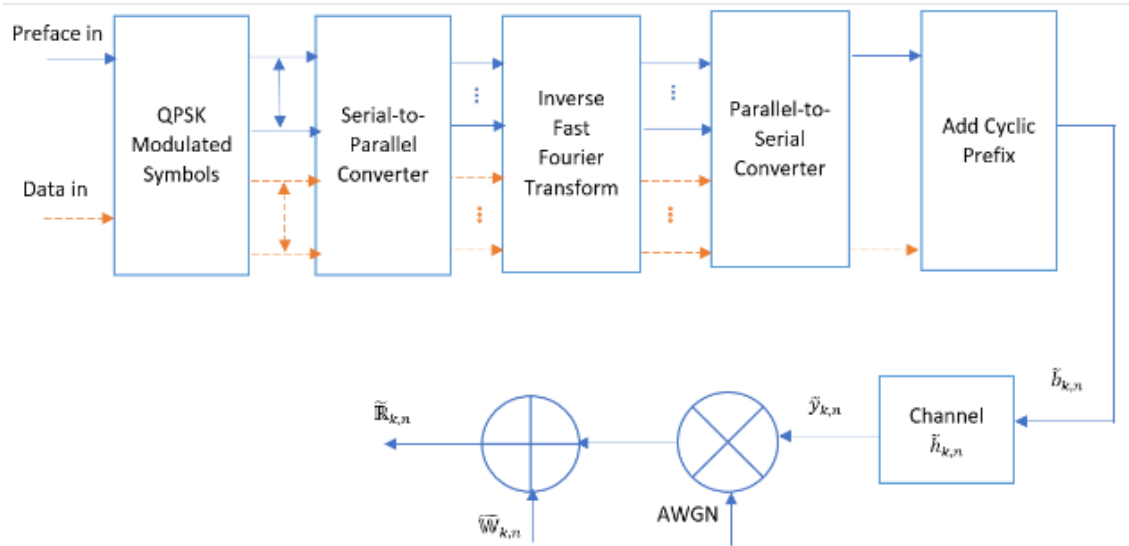 Preface in
Data in
QPSK
Modulated
Symbols
Serial-to-
Parallel
Converter
Inverse
Fast
Fourier
Transform
Parallel-to-
Serial
Converter
Add Cyclic
Prefix
b̃k,n
Channel
h̃k,n
ỹk,n
AWGN
𝕎̃k,n
ℝ̃k,n